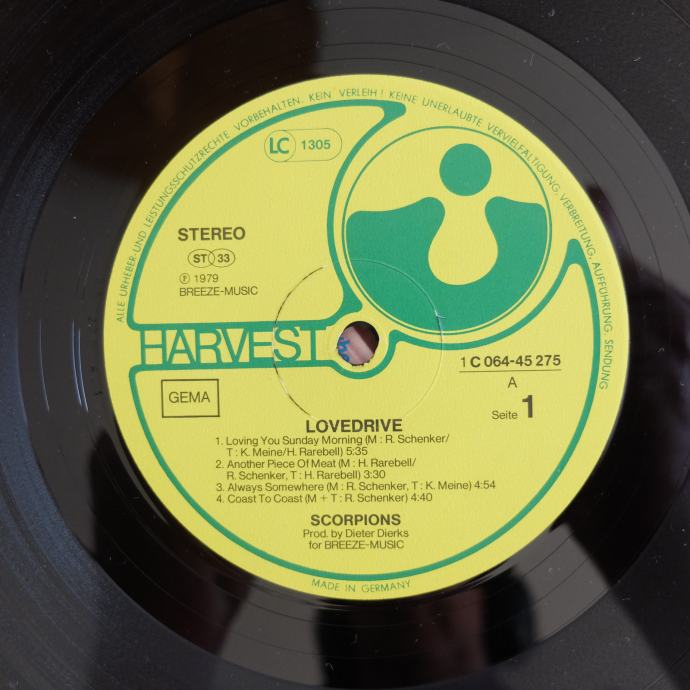 ALLE URHEBER- UND LEISTUNGSSCHUTZRECHTE VORBEHALTEN. KEIN VERLEIH! KEINE UNERLAUBTE VERVIELFÄLTIGUNG, VERBREITUNG, AUFFÜHRUNG, SENDUNG
LC 1305
STEREO
ST 33
Ⓟ 1979
BREEZE-MUSIC
HARVEST
1 C 064-45 275
GEMA
A
Seite 1
LOVEDRIVE
1. Loving You Sunday Morning (M : R. Schenker/
T : K. Meine/H. Rarebell) 5:35
2. Another Piece Of Meat (M : H. Rarebell/
R. Schenker, T : H. Rarebell) 3:30
3. Always Somewhere (M : R. Schenker, T : K. Meine) 4:54
4. Coast To Coast (M + T : R. Schenker) 4:40
SCORPIONS
Prod. by Dieter Dierks
for BREEZE-MUSIC
MADE IN GERMANY